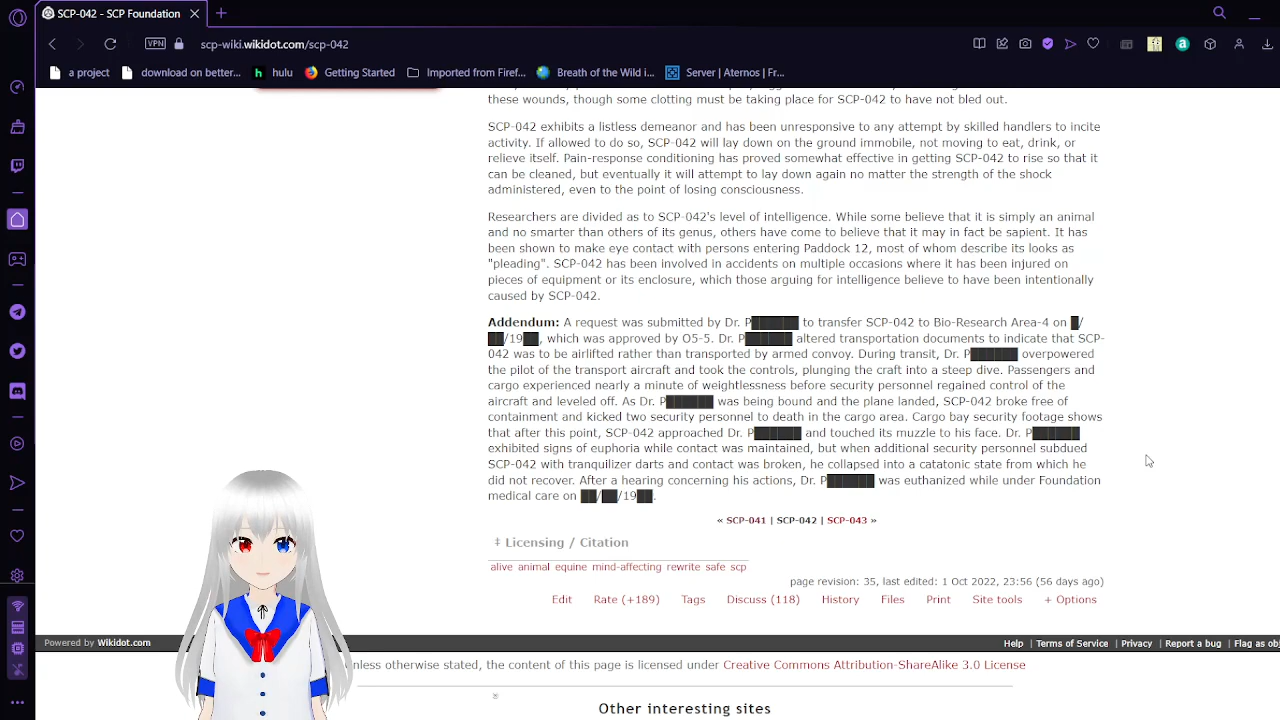 SCP-042 - SCP Foundation
VPN scp-wiki.wikidot.com/scp-042
a project download on better... hulu Getting Started Imported from Firef... Breath of the Wild i... Server | Aternos | Fr...
these wounds, though some clotting must be taking place for SCP-042 to have not bled out.
SCP-042 exhibits a listless demeanor and has been unresponsive to any attempt by skilled handlers to incite
activity. If allowed to do so, SCP-042 will lay down on the ground immobile, not moving to eat, drink, or
relieve itself. Pain-response conditioning has proved somewhat effective in getting SCP-042 to rise so that it
can be cleaned, but eventually it will attempt to lay down again no matter the strength of the shock
administered, even to the point of losing consciousness.
Researchers are divided as to SCP-042's level of intelligence. While some believe that it is simply an animal
and no smarter than others of its genus, others have come to believe that it may in fact be sapient. It has
been shown to make eye contact with persons entering Paddock 12, most of whom describe its looks as
"pleading". SCP-042 has been involved in accidents on multiple occasions where it has been injured on
pieces of equipment or its enclosure, which those arguing for intelligence believe to have been intentionally
caused by SCP-042.
Addendum: A request was submitted by Dr. P██████ to transfer SCP-042 to Bio-Research Area-4 on █/
██/19██, which was approved by O5-5. Dr. P██████ altered transportation documents to indicate that SCP-
042 was to be airlifted rather than transported by armed convoy. During transit, Dr. P██████ overpowered
the pilot of the transport aircraft and took the controls, plunging the craft into a steep dive. Passengers and
cargo experienced nearly a minute of weightlessness before security personnel regained control of the
aircraft and leveled off. As Dr. P██████ was being bound and the plane landed, SCP-042 broke free of
containment and kicked two security personnel to death in the cargo area. Cargo bay security footage shows
that after this point, SCP-042 approached Dr. P██████ and touched its muzzle to his face. Dr. P██████
exhibited signs of euphoria while contact was maintained, but when additional security personnel subdued
SCP-042 with tranquilizer darts and contact was broken, he collapsed into a catatonic state from which he
did not recover. After a hearing concerning his actions, Dr. P██████ was euthanized while under Foundation
medical care on ██/██/19██.
« SCP-041 | SCP-042 | SCP-043 »
‡ Licensing / Citation
alive animal equine mind-affecting rewrite safe scp
page revision: 35, last edited: 1 Oct 2022, 23:56 (56 days ago)
Edit Rate (+189) Tags Discuss (118) History Files Print Site tools + Options
Powered by Wikidot.com Help | Terms of Service | Privacy | Report a bug | Flag as obj
nless otherwise stated, the content of this page is licensed under Creative Commons Attribution-ShareAlike 3.0 License
Other interesting sites